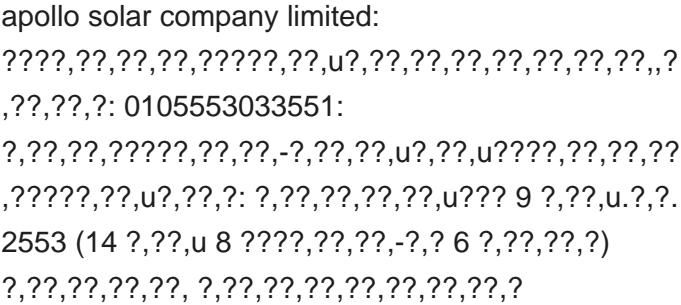 apollo solar company limited:
????,??,??,??,?????,??,u?,??,??,??,??,??,??,??,,?
,??,??,?: 0105553033551:
?,??,??,?????,??,??,-?,??,??,u?,??,u????,??,??,??
,?????,??,u?,??,?: ?,??,??,??,??,u??? 9 ?,??,u.?,?.
2553 (14 ?,??,u 8 ????,??,??,-?,? 6 ?,??,??,?)
?,??,??,??,??, ?,??,??,??,??,??,??,??,?